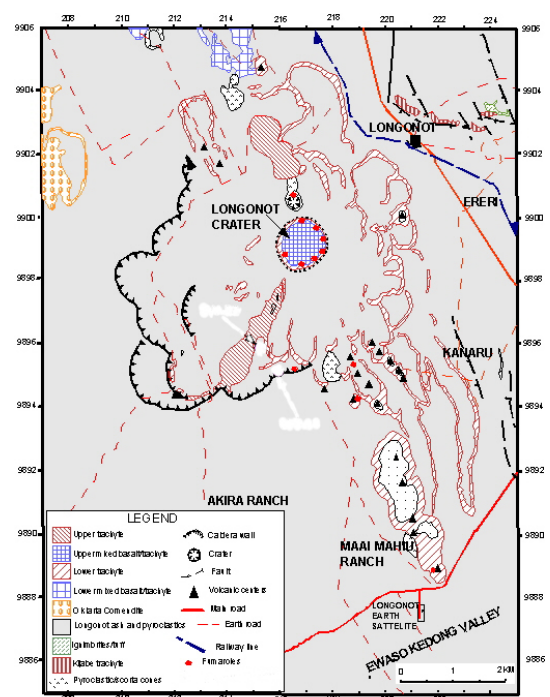 208 210 212 213 214 216 218 220 221 222 224
9906 9906
9904 9904
LONGONOT
9902 9902
ERERI
9900 9900
LONGONOT
CRATER
9898 9898
9896 9896
KANARU
9894 9894
9892 9892
AKIRA RANCH
9890 9890
MAAI MAHIU
RANCH
9888 9888
LONGONOT
EARTH
SATTELITE
9886 9886
EWASO KEDONG VALLEY
LEGEND
Upper trachyte
Upper mixed basalt/trachyte
Lower trachyte
Lower mixed basalt/trachyte
Olkaria Comendite
Longonot ash and pyroclastics
Ignimbrites/tuff
Kijabe trachyte
Pyroclastics/scoria cones
Caldera wall
Crater
Fault
Volcanic centers
Main road
Earth road
Railway line
Fumaroles
0 1 2 KM